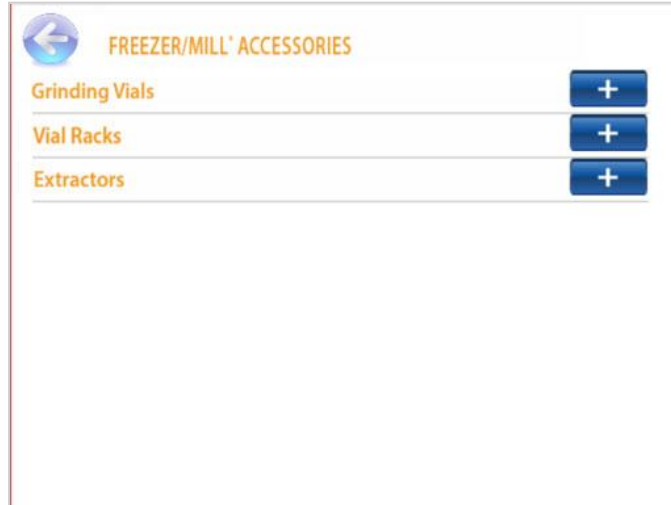 FREEZER/MILL® ACCESSORIES
Grinding Vials
+
Vial Racks
+
Extractors
+